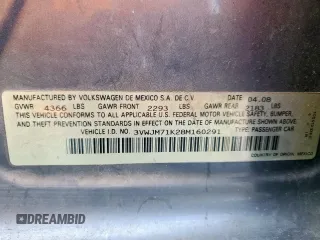 MANUFACTURED BY VOLKSWAGEN DE MEXICO S.A. DE C.V. DATE 04.08
GVWR 4366 LBS FRONT GAWR 2293 LBS GAWR REAR 2183 LBS
THIS VEHICLE CONFORMS TO ALL APPLICABLE U.S. FEDERAL MOTOR VEHICLE
SAFETY, BUMPER AND THEFT PREVENTION STANDARDS IN EFFECT ON THE
DATE OF MANUFACTURE SHOWN ABOVE.
VEHICLE I.D. NO.: 3VWJM71K28M160291 TYPE: PASSENGER CAR
DREAMBID